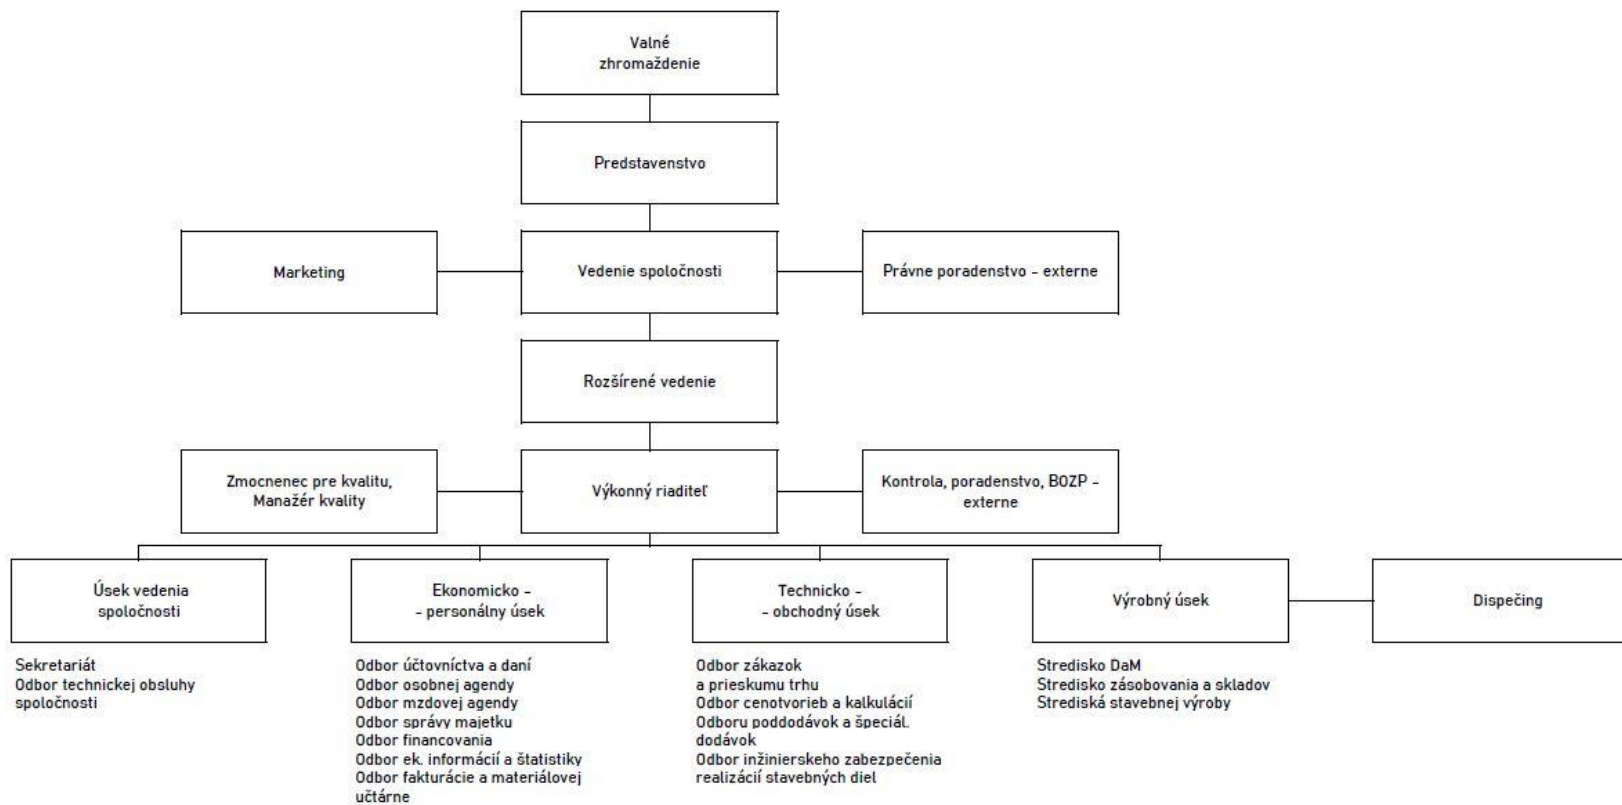 Valné
zhromaždenie
Predstavenstvo
Marketing
Vedenie spoločnosti
Právne poradenstvo - externe
Rozšírené vedenie
Zmocnenec pre kvalitu,
Manažér kvality
Výkonný riaditeľ
Kontrola, poradenstvo, BOZP -
externe
Úsek vedenia
spoločnosti
Ekonomicko -
- personálny úsek
Technicko -
- obchodný úsek
Výrobný úsek
Dispečing
Sekretariát
Odbor technickej obsluhy
spoločnosti
Odbor účtovníctva a daní
Odbor osobnej agendy
Odbor mzdovej agendy
Odbor správy majetku
Odbor financovania
Odbor ek. informácií a štatistiky
Odbor fakturácie a materiálovej
učtárne
Odbor zákazok
a prieskumu trhu
Odbor cenotvorieb a kalkulácií
Odboru poddodávok a špeciál.
dodávok
Odbor inžinierskeho zabezpečenia
realizácií stavebných diel
Stredisko DaM
Stredisko zásobovania a skladov
Strediská stavebnej výroby